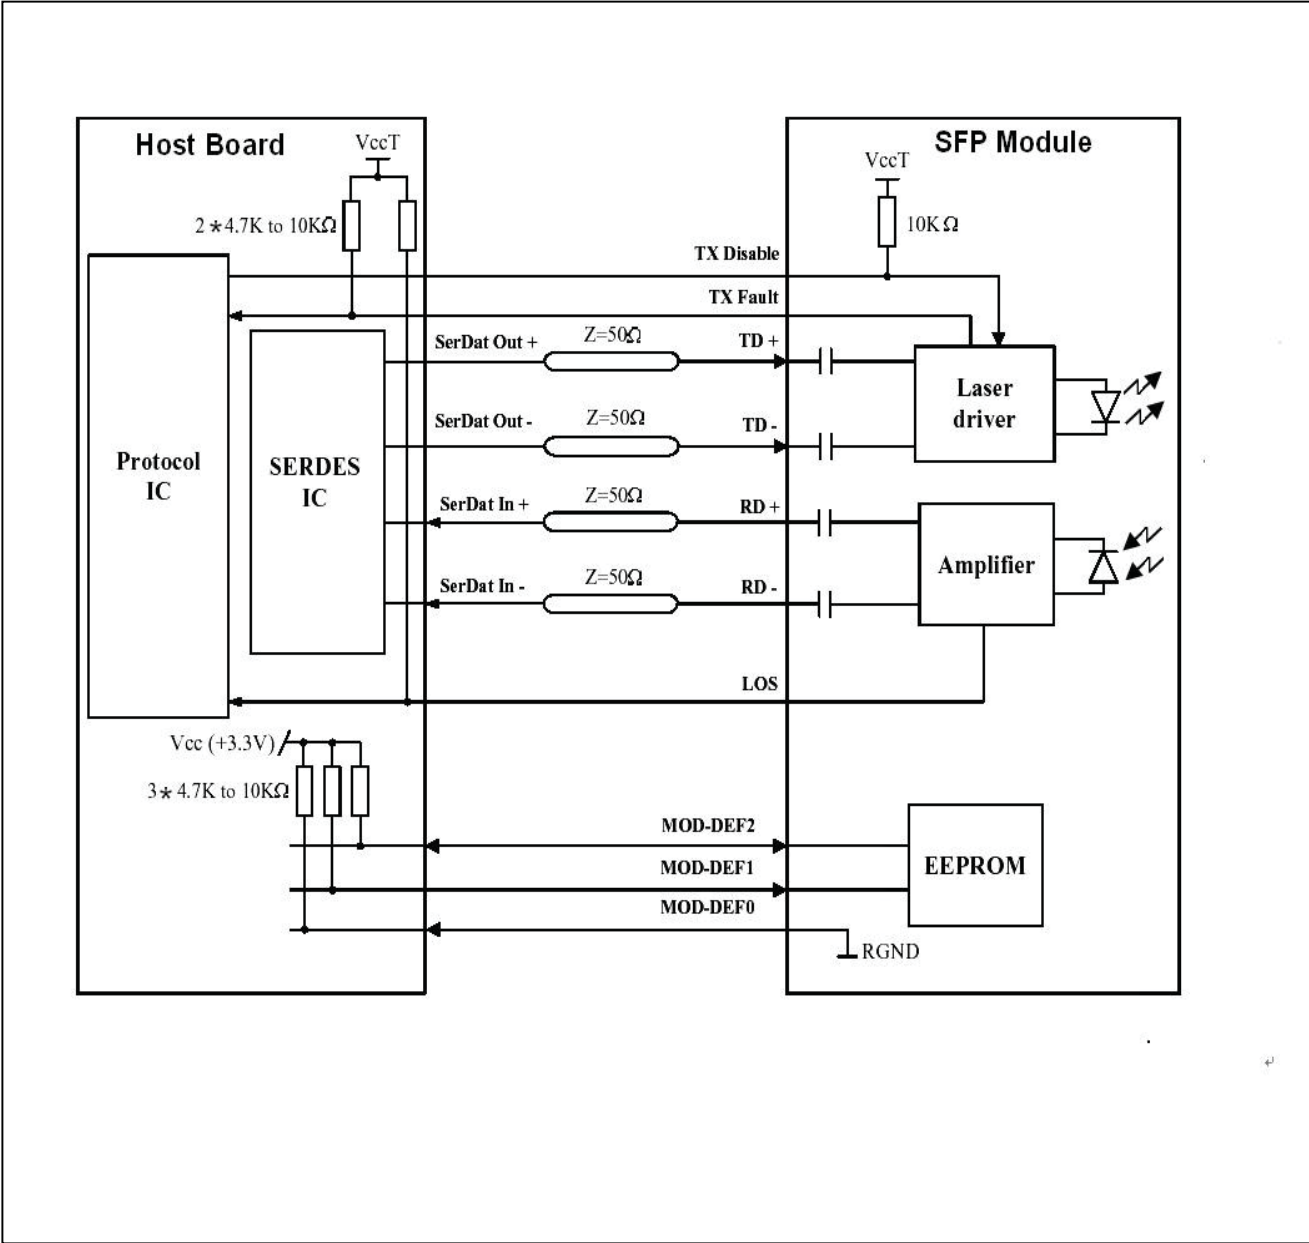 Host Board
VccT
SFP Module
VccT
2*4.7K to 10KΩ
10KΩ
TX Disable
TX Fault
SerDat Out +
Z=50Ω
TD +
Laser
driver
SerDat Out -
Z=50Ω
TD -
Protocol
IC
SERDES
IC
SerDat In +
Z=50Ω
RD +
Amplifier
SerDat In -
Z=50Ω
RD -
LOS
Vcc (+3.3V)
3* 4.7K to 10KΩ
MOD-DEF2
MOD-DEF1
MOD-DEF0
EEPROM
RGND